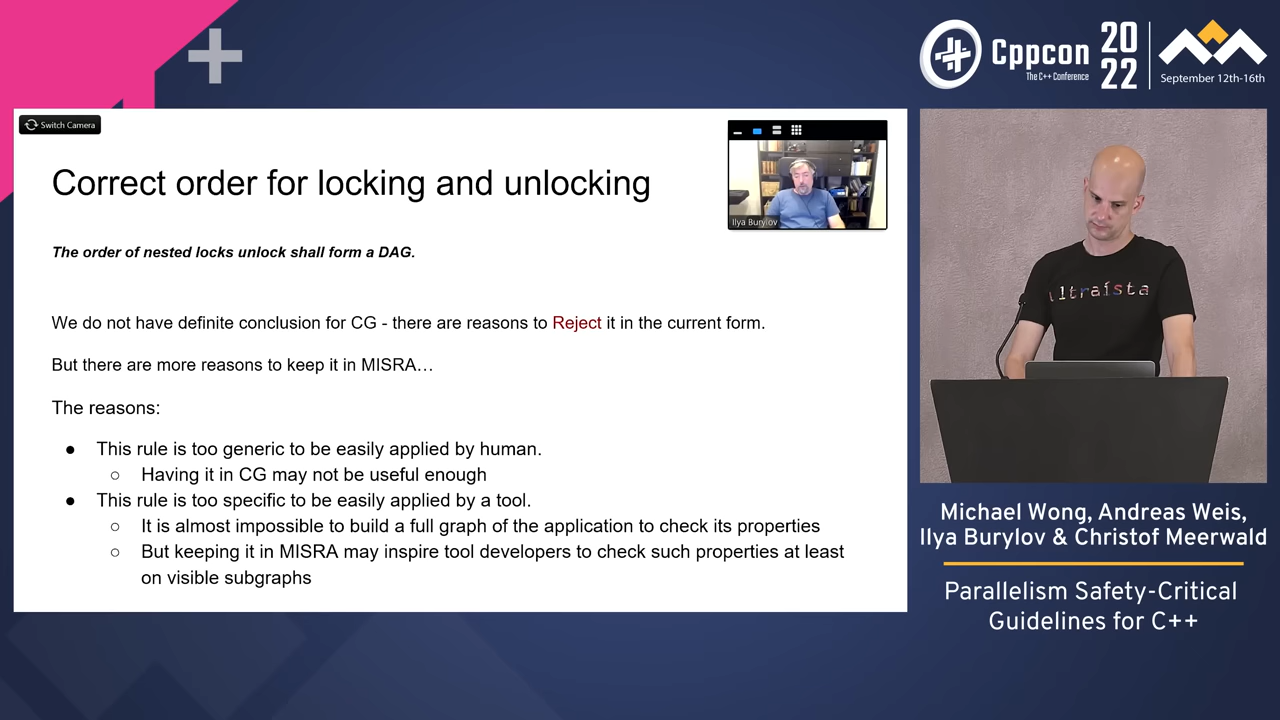 Cppcon
The C++ Conference
20
22
September 12th-16th
Switch Camera
Correct order for locking and unlocking
Ilya Burylov
The order of nested locks unlock shall form a DAG.
We do not have definite conclusion for CG - there are reasons to Reject it in the current form.
But there are more reasons to keep it in MISRA…
The reasons:
● This rule is too generic to be easily applied by human.
○ Having it in CG may not be useful enough
● This rule is too specific to be easily applied by a tool.
○ It is almost impossible to build a full graph of the application to check its properties
○ But keeping it in MISRA may inspire tool developers to check such properties at least
on visible subgraphs
ultraísta
Michael Wong, Andreas Weis,
Ilya Burylov & Christof Meerwald
Parallelism Safety-Critical
Guidelines for C++